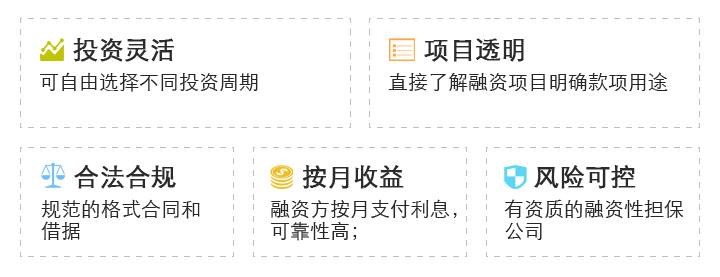 投资灵活
可自由选择不同投资周期
项目透明
直接了解融资项目明确款项用途
合法合规
规范的格式合同和
借据
按月收益
融资方按月支付利息，
可靠性高；
风险可控
有资质的融资性担保
公司